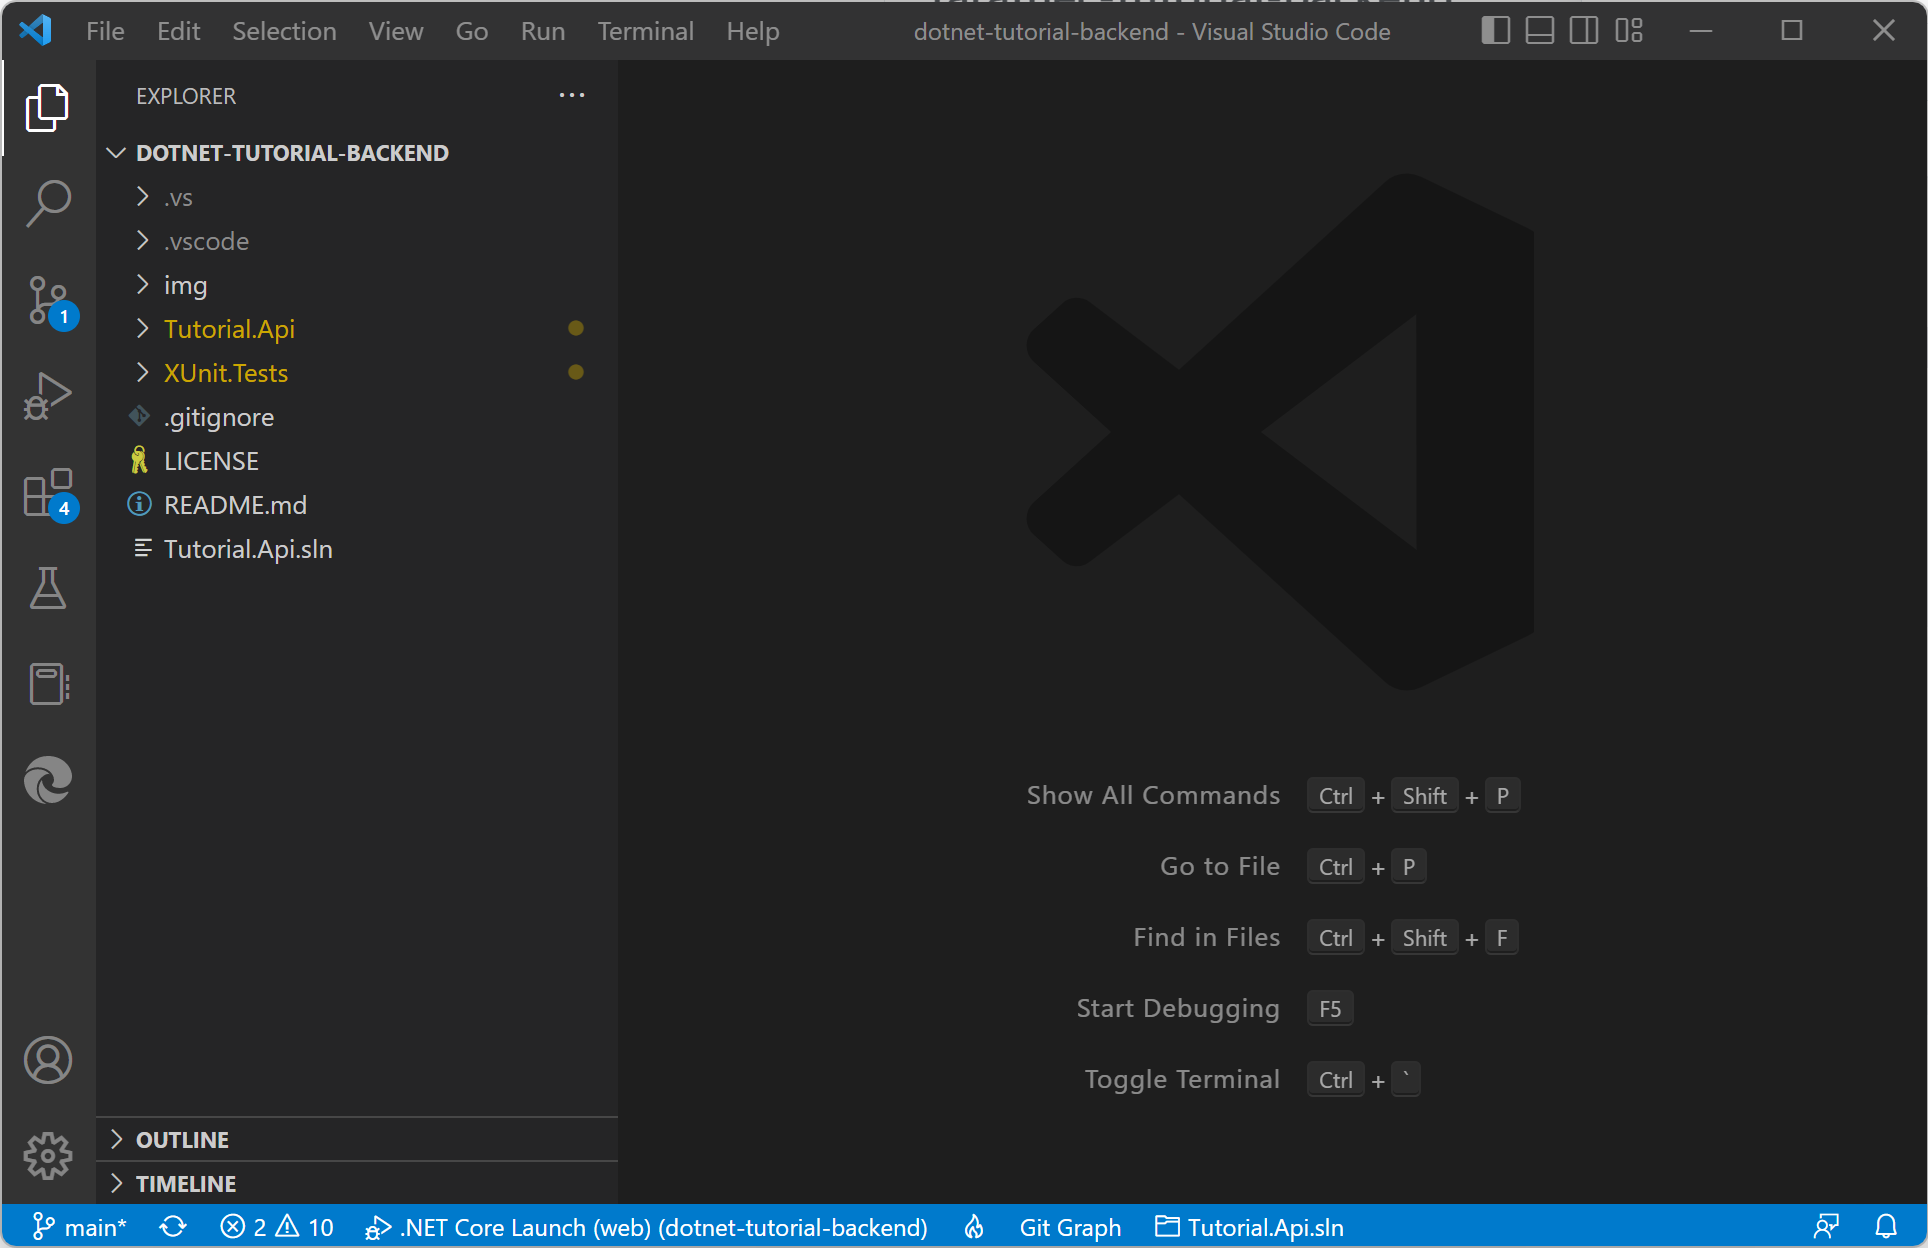 File Edit Selection View Go Run Terminal Help dotnet-tutorial-backend - Visual Studio Code
EXPLORER ...
DOTNET-TUTORIAL-BACKEND
.vs
.vscode
img
Tutorial.Api
XUnit.Tests
.gitignore
LICENSE
README.md
Tutorial.Api.sln
1
4
Show All Commands Ctrl + Shift + P
Go to File Ctrl + P
Find in Files Ctrl + Shift + F
Start Debugging F5
Toggle Terminal Ctrl + `
OUTLINE
TIMELINE
main* 2 10 .NET Core Launch (web) (dotnet-tutorial-backend) Git Graph Tutorial.Api.sln